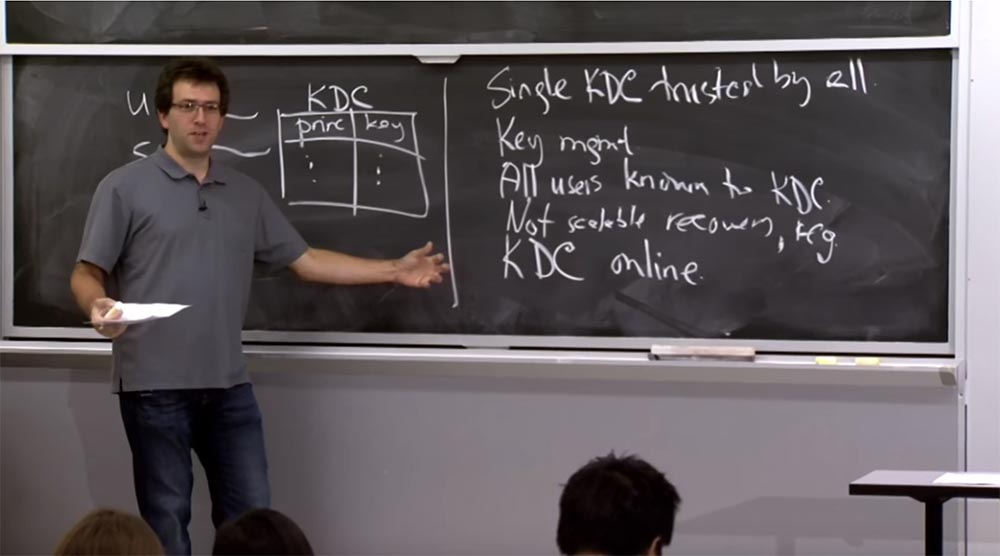 U
KDC
princ key
S
Single KDC trusted by all.
Key mgmt
All users known to KDC.
Not scalable recovery, reg.
KDC online.